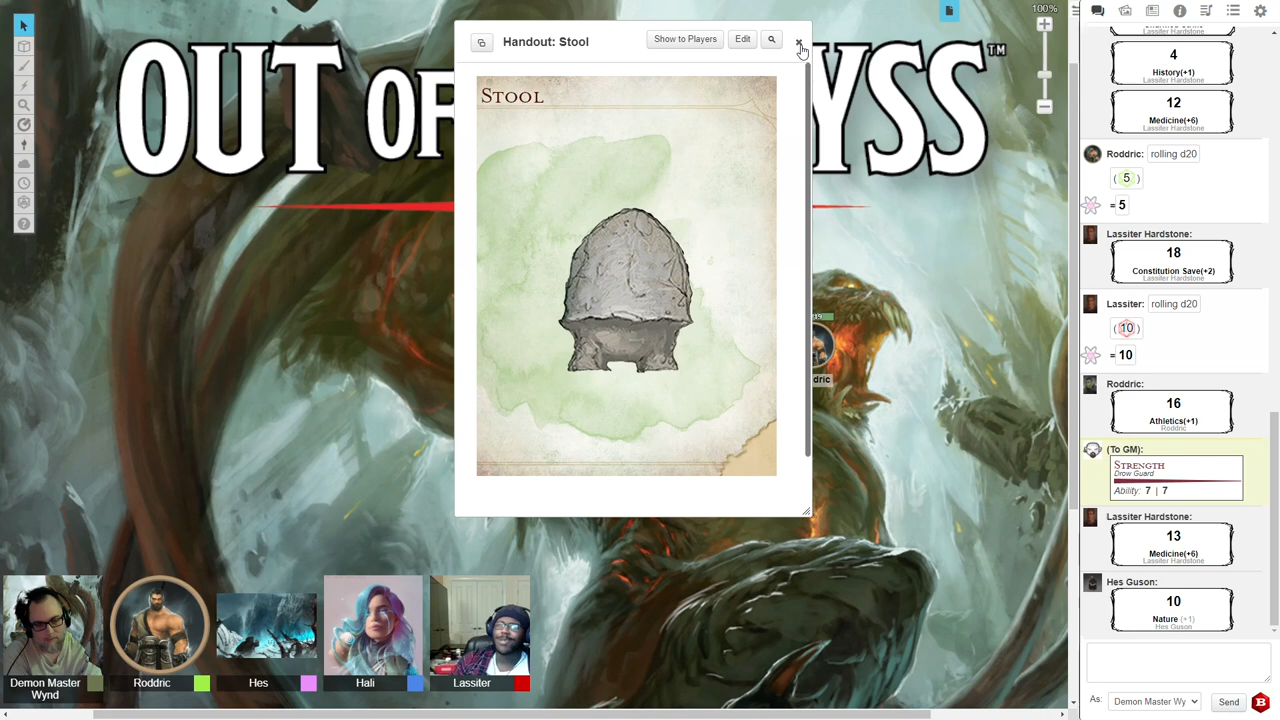 OUT OF
YSS™
100%
Handout: Stool
Show to Players
Edit
Stool
4
History(+1)
Lassiter Hardstone
12
Medicine(+6)
Lassiter Hardstone
Roddric: rolling d20
(5)
=5
Lassiter Hardstone:
18
Constitution Save(+2)
Lassiter Hardstone
Lassiter: rolling d20
(10)
=10
Roddric:
16
Athletics(+1)
Roddric
(To GM):
Strength
Drow Guard
Ability: 7 | 7
Lassiter Hardstone:
13
Medicine(+6)
Lassiter Hardstone
Hes Guson:
10
Nature (+1)
Hes Guson
19
dric
Demon Master
Wynd
Roddric
Hes
Hali
Lassiter
As: Demon Master Wy
Send